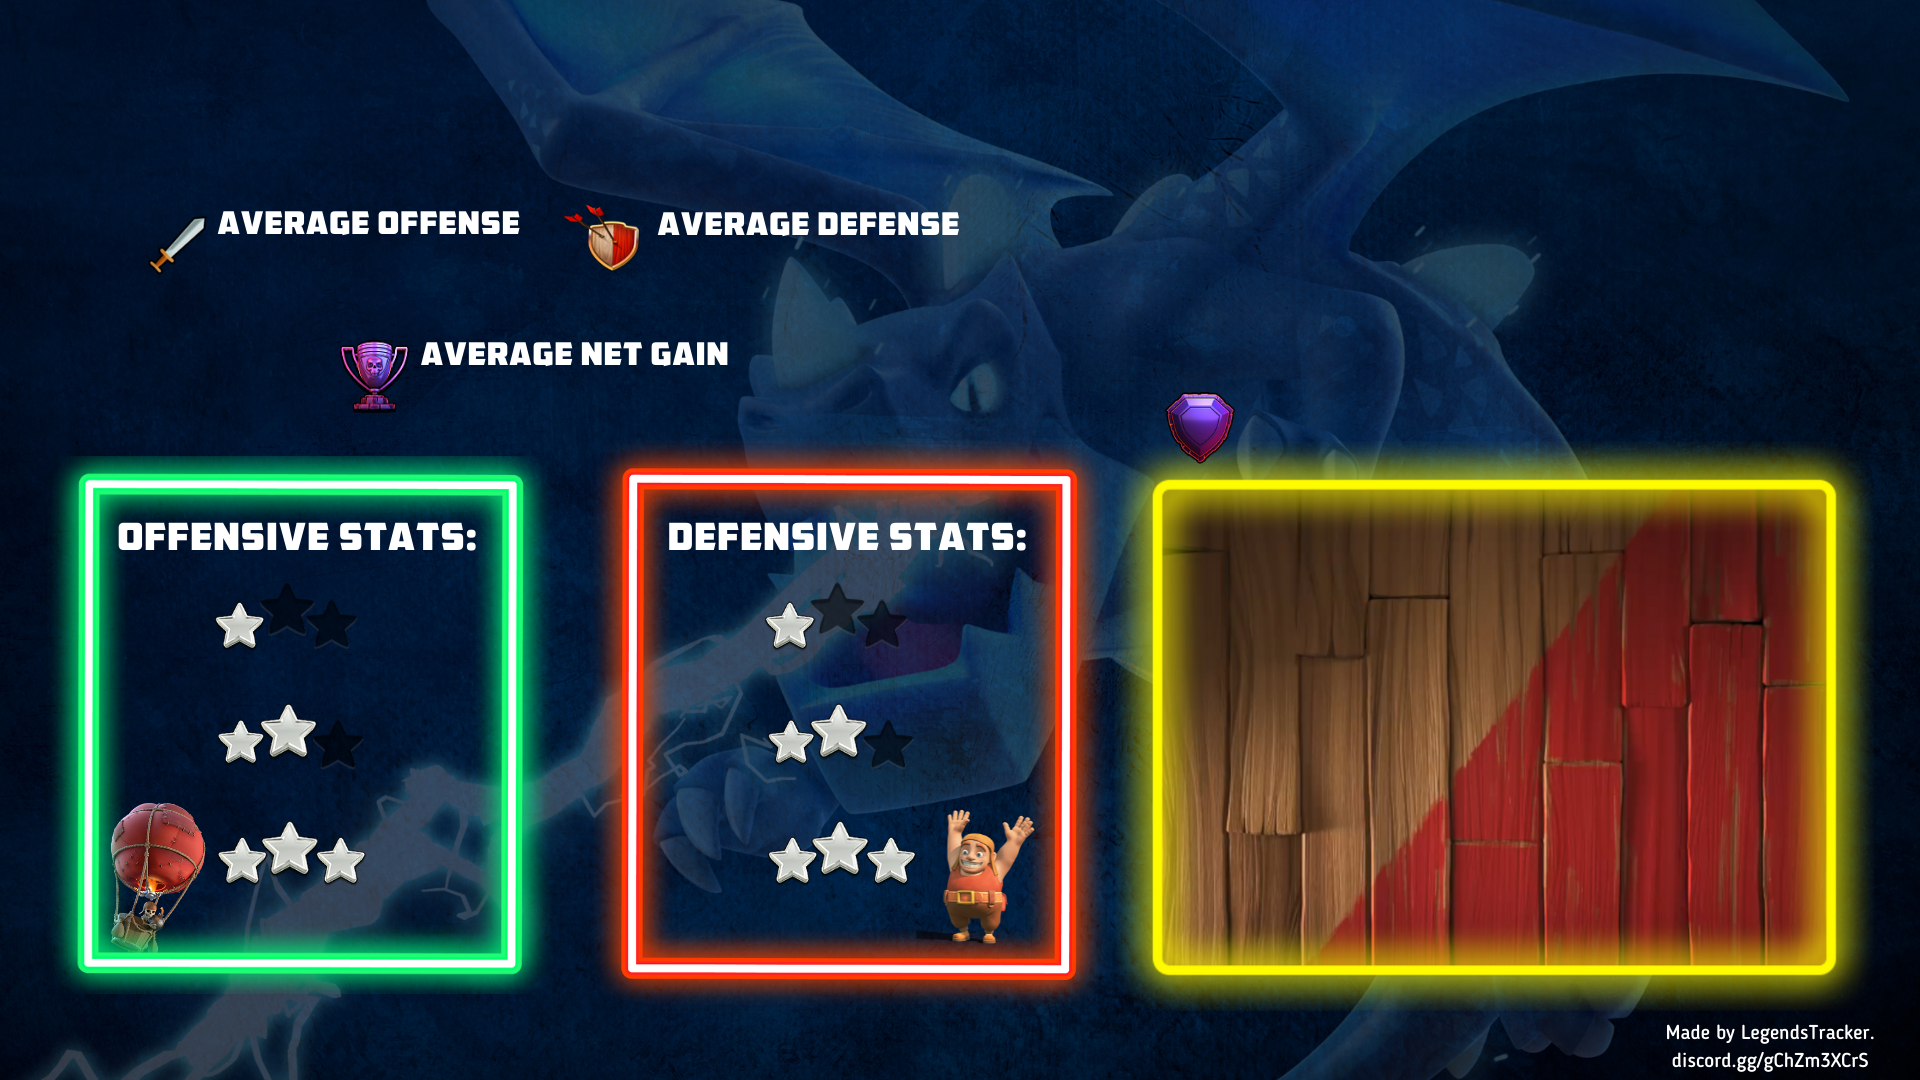 AVERAGE OFFENSE
AVERAGE DEFENSE
AVERAGE NET GAIN
OFFENSIVE STATS:
DEFENSIVE STATS:
Made by LegendsTracker.
discord.gg/gChZm3XCrS